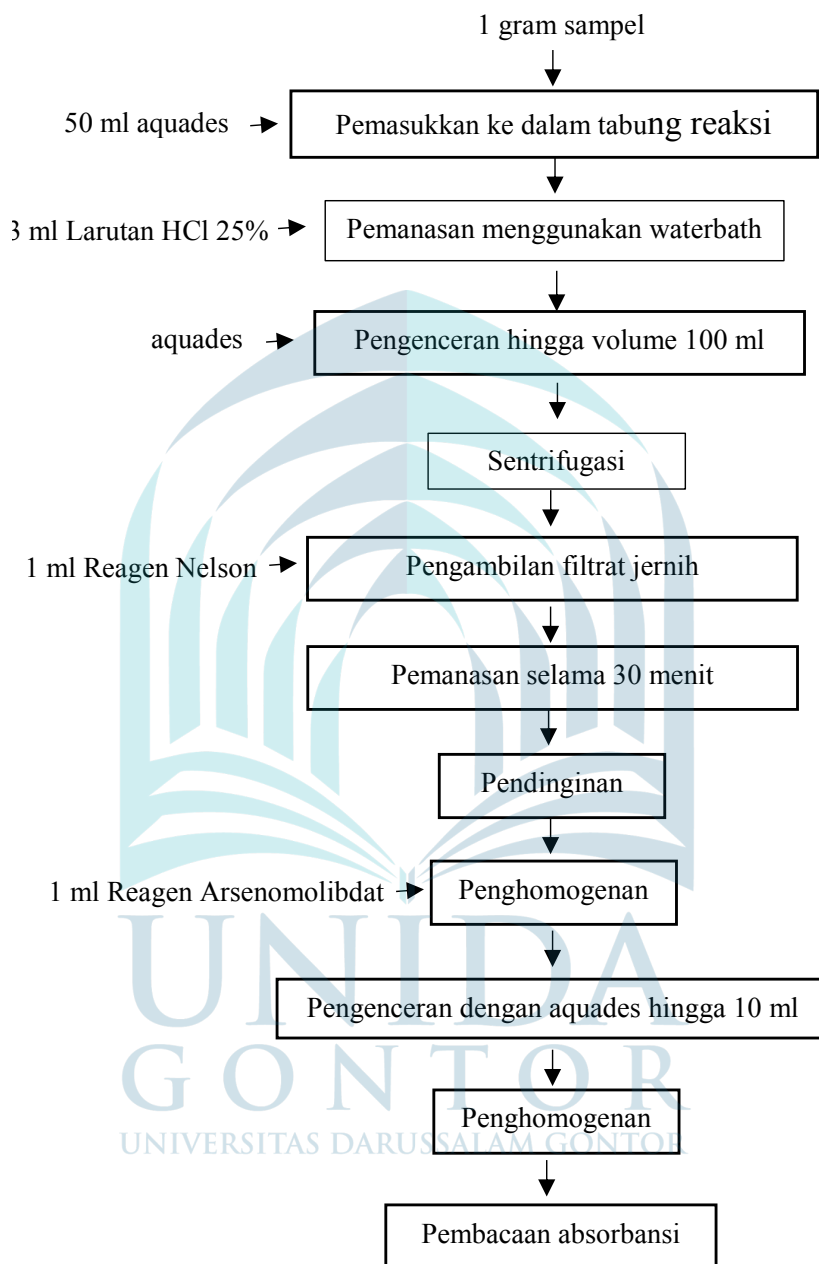 1 gram sampel
50 ml aquades
Pemasukkan ke dalam tabung reaksi
3 ml Larutan HCl 25%
Pemanasan menggunakan waterbath
aquades
Pengenceran hingga volume 100 ml
Sentrifugasi
1 ml Reagen Nelson
Pengambilan filtrat jernih
Pemanasan selama 30 menit
Pendinginan
1 ml Reagen Arsenomolibdat
Penghomogenan
UNIDA
Pengenceran dengan aquades hingga 10 ml
GONTOR
Penghomogenan
UNIVERSITAS DARUSSALAM GONTOR
Pembacaan absorbansi